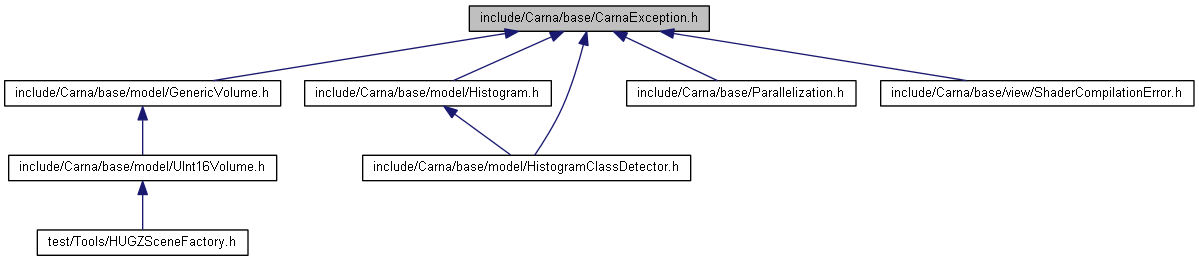 include/Carna/base/CarnaException.h
include/Carna/base/model/GenericVolume.h
include/Carna/base/model/Histogram.h
include/Carna/base/Parallelization.h
include/Carna/base/view/ShaderCompilationError.h
include/Carna/base/model/UInt16Volume.h
include/Carna/base/model/HistogramClassDetector.h
test/Tools/HUGZSceneFactory.h